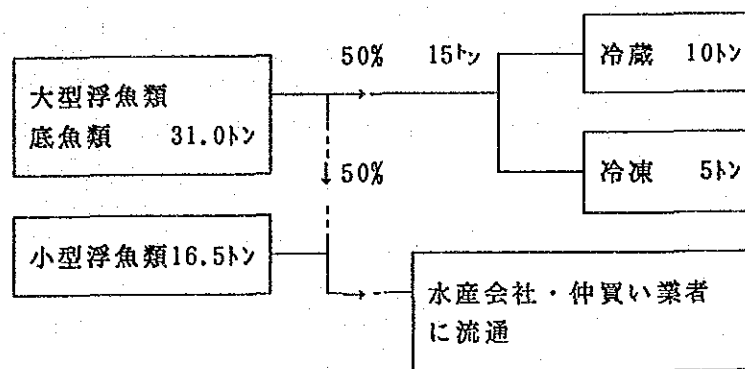 50% 15トン
冷蔵 10トン
大型浮魚類
底魚類 31.0トン
50%
冷凍 5トン
小型浮魚類16.5トン
水産会社・仲買い業者
に流通